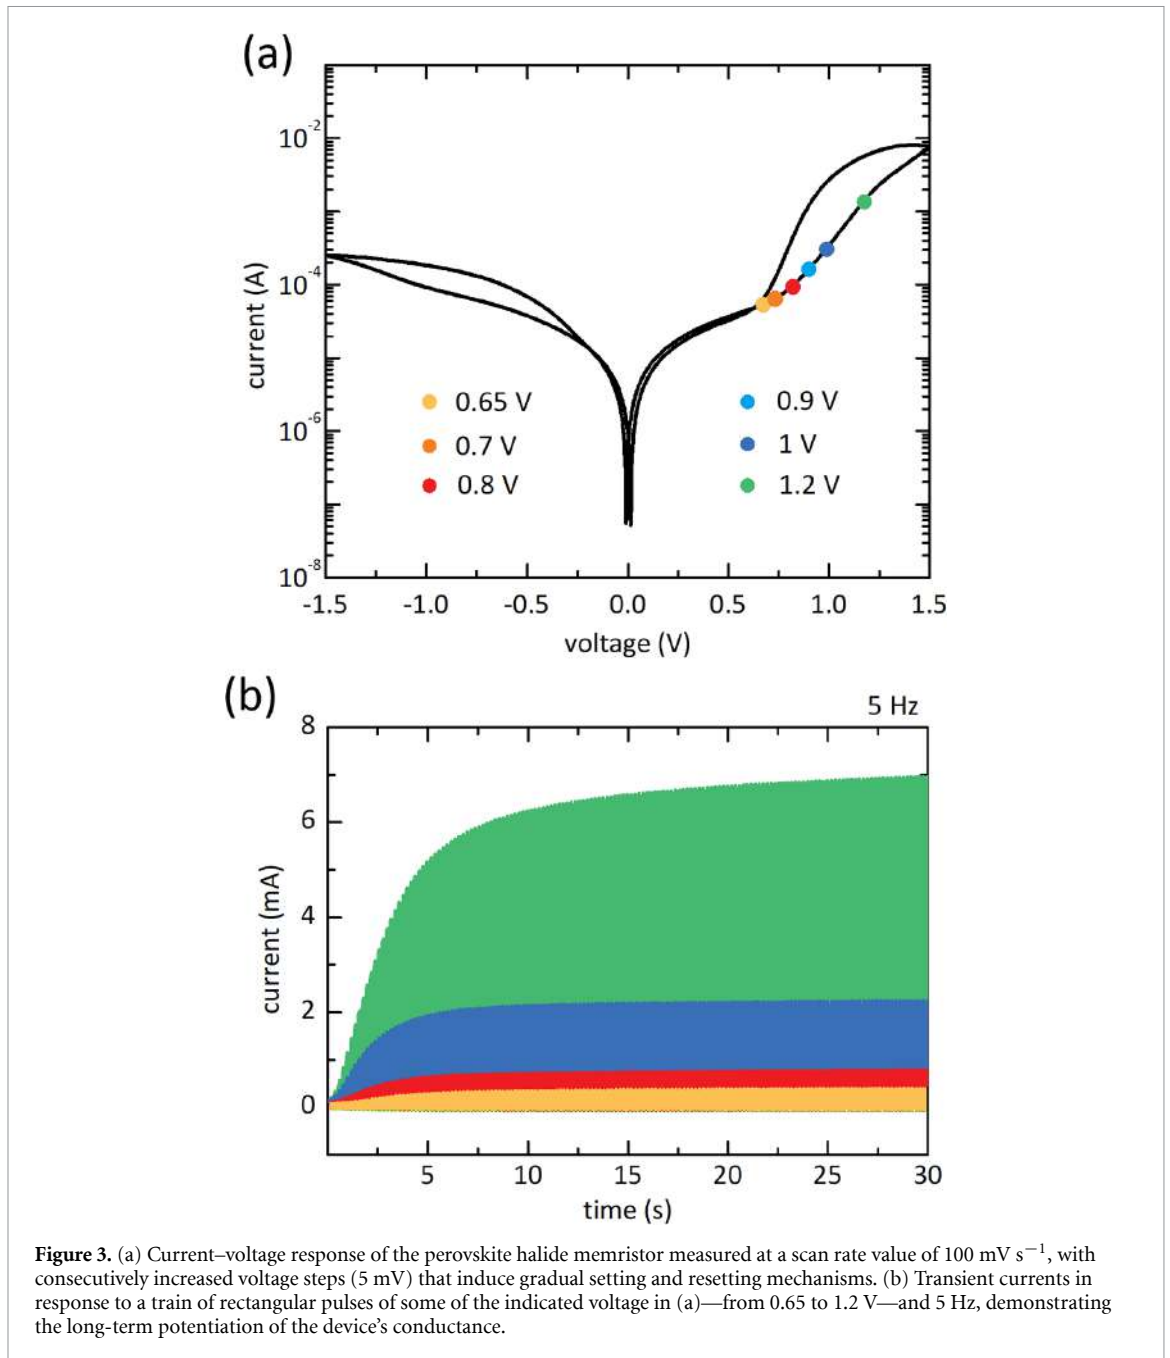 (a)
10-2
10-4
10-6
10-8
current (A)
0.65 V
0.7 V
0.8 V
0.9 V
1 V
1.2 V
-1.5 -1.0 -0.5 0.0 0.5 1.0 1.5
voltage (V)
(b)
5 Hz
8
6
4
2
0
current (mA)
5 10 15 20 25 30
time (s)
Figure 3. (a) Current–voltage response of the perovskite halide memristor measured at a scan rate value of 100 mV s−1, with
consecutively increased voltage steps (5 mV) that induce gradual setting and resetting mechanisms. (b) Transient currents in
response to a train of rectangular pulses of some of the indicated voltage in (a)—from 0.65 to 1.2 V—and 5 Hz, demonstrating
the long-term potentiation of the device's conductance.